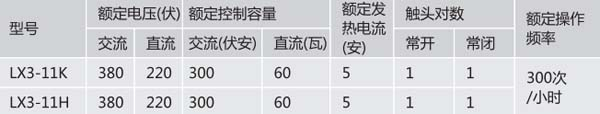 型号 额定电压(伏) 额定控制容量 额定发热电流(安) 触头对数 额定操作频率
交流 直流 交流(伏安) 直流(瓦) 常开 常闭
LX3-11K 380 220 300 60 5 1 1 300次/小时
LX3-11H 380 220 300 60 5 1 1